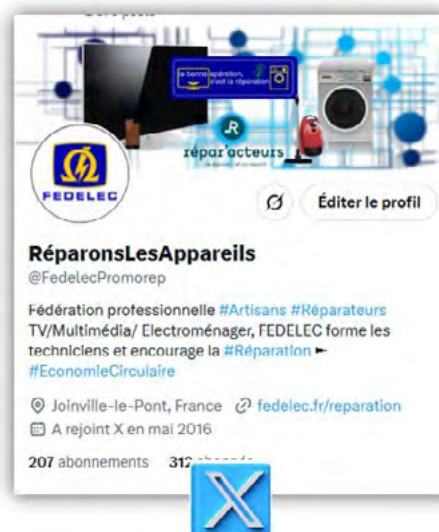 la bonne opération,
c'est la réparation
répar'acteurs
FEDELEC
Éditer le profil
RéparonsLesAppareils
@FedelecPromorep
Fédération professionnelle #Artisans #Réparateurs
TV/Multimédia/ Electroménager, FEDELEC forme les
techniciens et encourage la #Réparation ►
#EconomieCirculaire
Joinville-le-Pont, France fedelec.fr/reparation
A rejoint X en mai 2016
207 abonnements 312
X